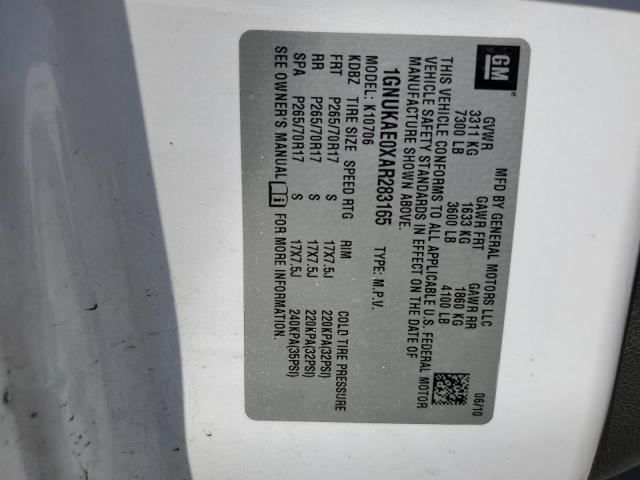 GM
MFD BY GENERAL MOTORS LLC
GVWR GAWR FRT GAWR RR
3311 KG 1633 KG 1860 KG
7300 LB 3600 LB 4100 LB
06/10
THIS VEHICLE CONFORMS TO ALL APPLICABLE U.S. FEDERAL MOTOR
VEHICLE SAFETY STANDARDS IN EFFECT ON THE DATE OF
MANUFACTURE SHOWN ABOVE.
1GNUKAE0XAR283165 TYPE: M.P.V.
MODEL: K10706
KDBZ TIRE SIZE SPEED RTG RIM COLD TIRE PRESSURE
FRT P265/70R17 S 17X7.5J 220KPA(32PSI)
RR P265/70R17 S 17X7.5J 220KPA(32PSI)
SPA P265/70R17 S 17X7.5J 240KPA(35PSI)
SEE OWNER'S MANUAL i FOR MORE INFORMATION.